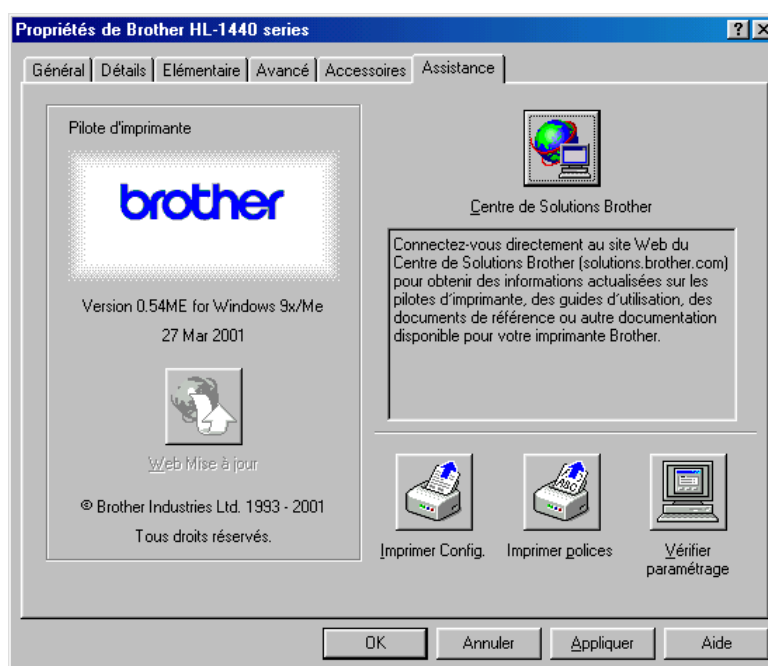 Propriétés de Brother HL-1440 series
Général
Détails
Elémentaire
Avancé
Accessoires
Assistance
Pilote d'imprimante
brother
Version 0.54ME for Windows 9x/Me
27 Mar 2001
Web Mise à jour
© Brother Industries Ltd. 1993 - 2001
Tous droits réservés.
Centre de Solutions Brother
Connectez-vous directement au site Web du
Centre de Solutions Brother (solutions.brother.com)
pour obtenir des informations actualisées sur les
pilotes d'imprimante, des guides d'utilisation, des
documents de référence ou autre documentation
disponible pour votre imprimante Brother.
Imprimer Config.
ABC
Imprimer polices
Vérifier
paramétrage
OK
Annuler
Appliquer
Aide